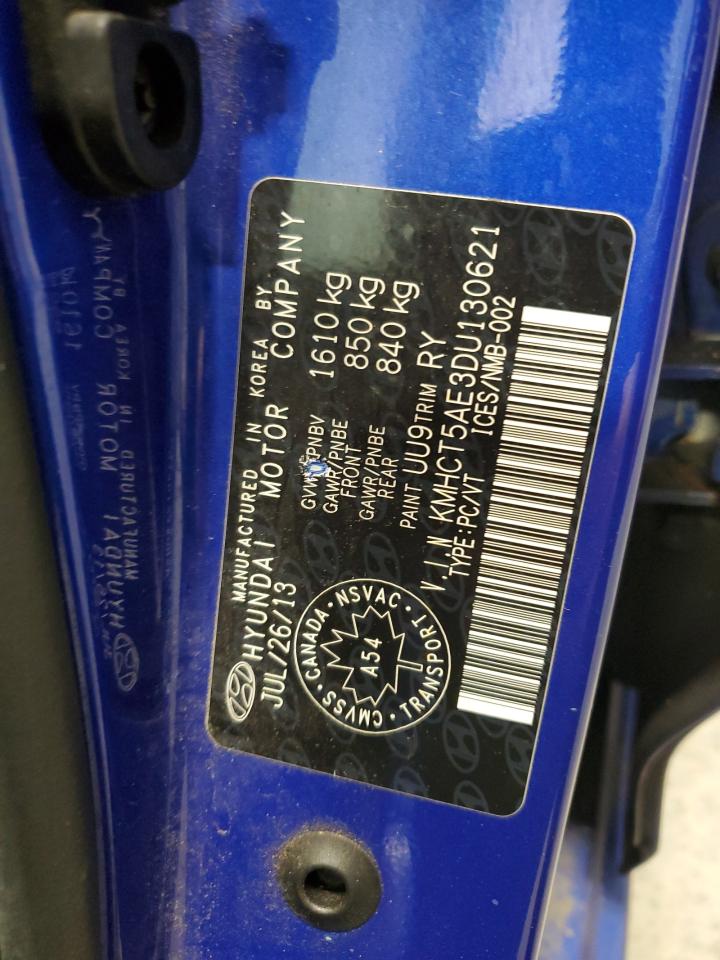 MANUFACTURED IN KOREA BY
HYUNDAI MOTOR COMPANY
JUL/26/13
GVWR/PNBV 1610 kg
GAWR/PNBE FRONT 850 kg
GAWR/PNBE REAR 840 kg
PAINT UU9 TRIM RY
V.I.N KMHCT5AE3DU130621
TYPE:PC/VT ICES/NMB-002
CANADA · NSVAC · TRANSPORT · CMVSS ·
A54